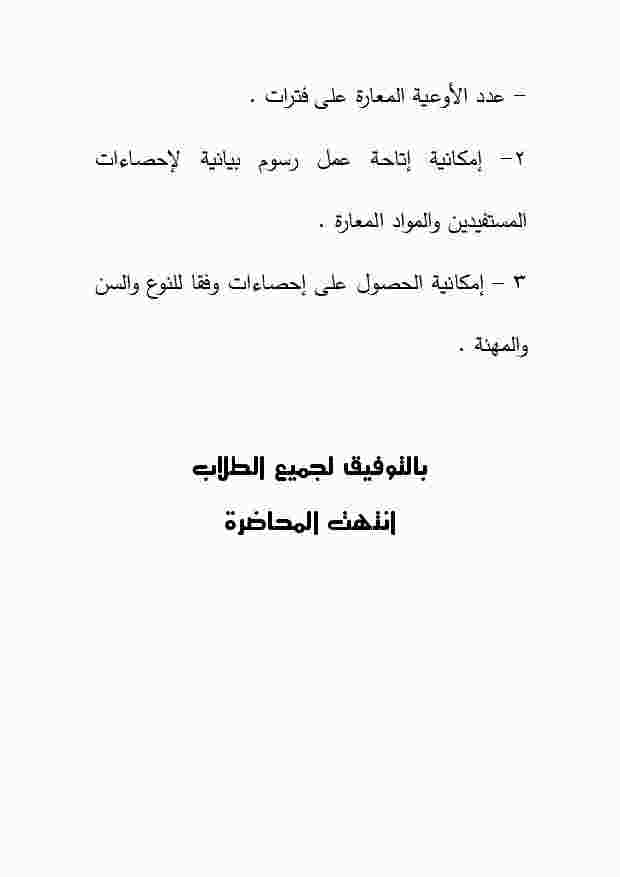 - عدد الأوعية المعارة على فترات .
٢- إمكانية إتاحة عمل رسوم بيانية لإحصاءات
المستفيدين والمواد المعارة .
٣ - إمكانية الحصول على إحصاءات وفقا للنوع والسن
والمهنة .
بالتوفيق لجميع الطلاب
انتهت المحاضرة